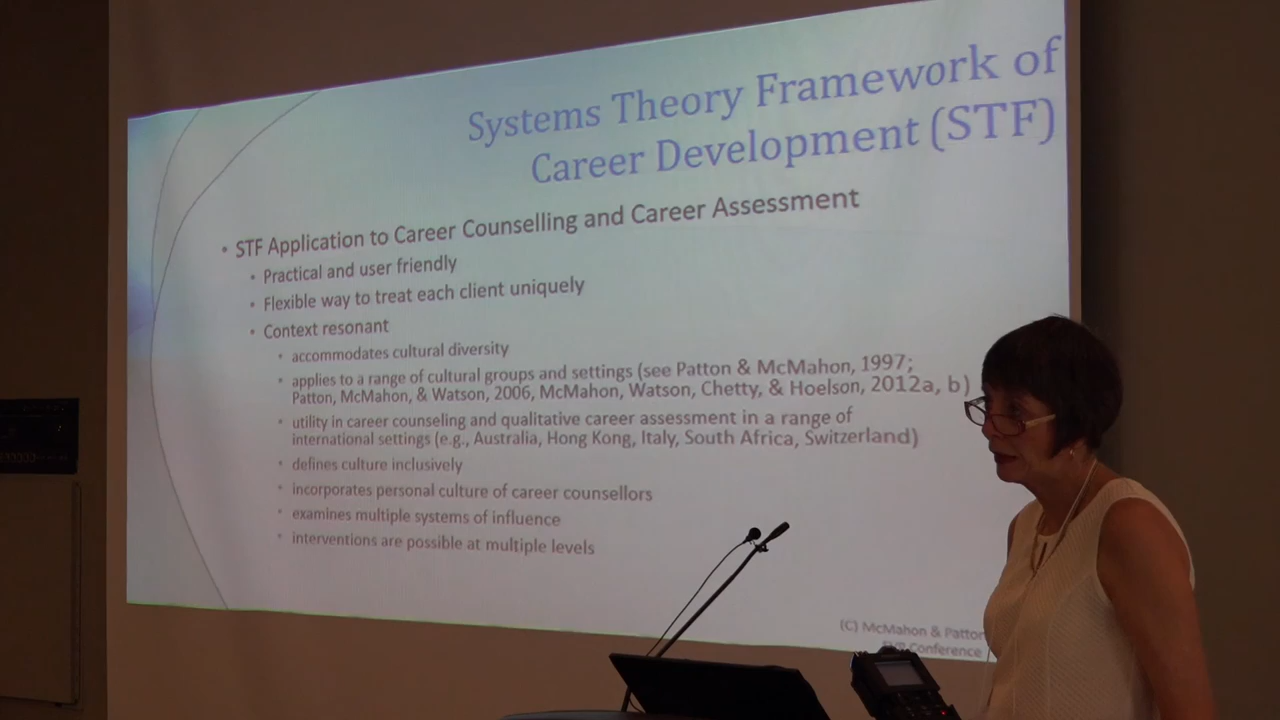 Systems Theory Framework of
Career Development (STF)
• STF Application to Career Counselling and Career Assessment
• Practical and user friendly
• Flexible way to treat each client uniquely
• Context resonant
• accommodates cultural diversity
• applies to a range of cultural groups and settings (see Patton & McMahon, 1997;
Patton, McMahon, & Watson, 2006, McMahon, Watson, Chetty, & Hoelson, 2012a, b)
• utility in career counseling and qualitative career assessment in a range of
international settings (e.g., Australia, Hong Kong, Italy, South Africa, Switzerland)
• defines culture inclusively
• incorporates personal culture of career counsellors
• examines multiple systems of influence
• interventions are possible at multiple levels
(C) McMahon & Patton
Conference